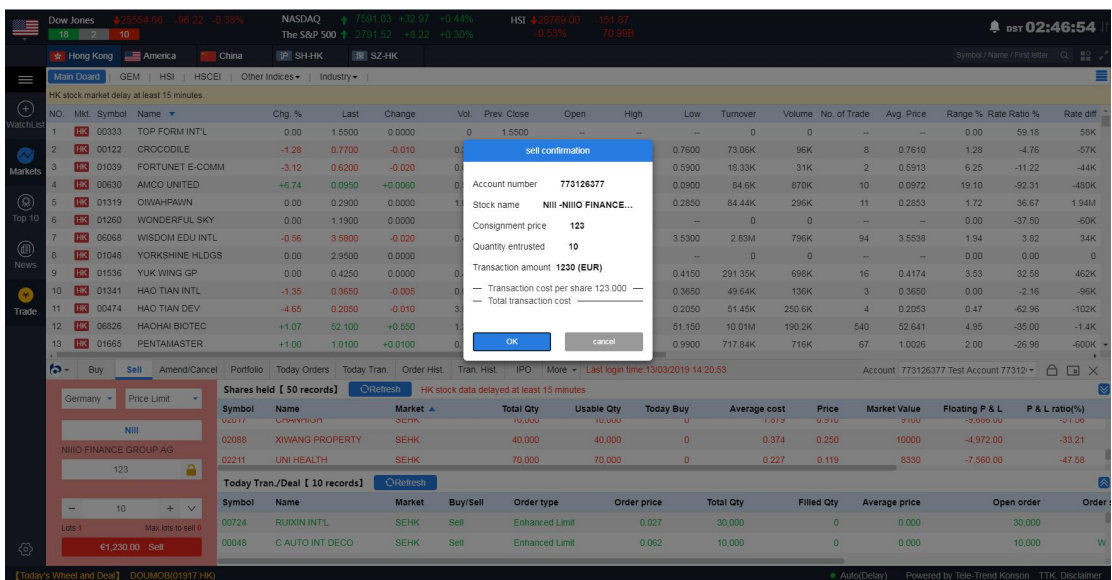 Dow Jones 25554.66 -96.22 -0.38% NASDAQ 7591.03 +32.97 +0.44% HSI 28769.00 -151.87
18 2 10 The S&P 500 2791.52 +8.22 +0.30% -0.53% 70.99B DST 02:46:54
Hong Kong America China SH-HK SZ-HK Symbol / Name / First letter
Main Doard GEM HSI HSCEI Other Indices Industry
HK stock market delay at least 15 minutes.
NO. Mkt. Symbol Name Chg. % Last Change Vol. Prev. Close Open High Low Turnover Volume No. of Trade Avg. Price Range % Rate Ratio % Rate diff
1 HK 00333 TOP FORM INT'L 0.00 1.5500 0.0000 0 1.5500 -- -- -- 0 0 -- -- 0.00 59.18 58K
2 HK 00122 CROCODILE -1.28 0.7700 -0.010 0.7600 73.06K 96K 8 0.7610 1.28 -4.76 -57K
3 HK 01039 FORTUNET E-COMM -3.12 0.6200 -0.020 0.5900 18.33K 31K 2 0.5913 6.25 -11.22 -44K
4 HK 00630 AMCO UNITED +6.74 0.0950 +0.0060 0.0900 84.6K 870K 10 0.0972 19.10 -92.31 -480K
5 HK 01319 OIWAHPAWN 0.00 0.2900 0.0000 0.2850 84.44K 296K 11 0.2853 1.72 36.67 1.94M
6 HK 01260 WONDERFUL SKY 0.00 1.1900 0.0000 -- 0 0 -- -- 0.00 -37.50 -60K
7 HK 06068 WISDOM EDU INTL -0.56 3.5800 -0.020 3.5300 2.83M 796K 94 3.5538 1.94 3.82 34K
8 HK 01048 YORKSHINE HLDGS 0.00 2.9500 0.0000 -- 0 0 -- -- 0.00 0.00 0
9 HK 01536 YUK WING GP 0.00 0.4250 0.0000 0.4150 291.35K 698K 16 0.4174 3.53 32.58 462K
10 HK 01341 HAO TIAN INTL -1.35 0.3650 -0.005 0.3650 49.64K 136K 3 0.3650 0.00 -2.16 -96K
11 HK 00474 HAO TIAN DEV -4.65 0.2050 -0.010 0.2050 51.45K 250.6K 4 0.2053 0.47 -62.96 -102K
12 HK 06826 HAOHAI BIOTEC +1.07 52.100 +0.550 51.150 10.01M 190.2K 540 52.641 4.95 -35.00 -1.4K
13 HK 01665 PENTAMASTER +1.00 1.0100 +0.0100 0.9900 717.84K 716K 67 1.0026 2.00 -26.98 -600K
WatchList
Markets
Top 10
News
Trade
sell confirmation
Account number 773126377
Stock name NIII -NIIIO FINANCE...
Consignment price 123
Quantity entrusted 10
Transaction amount 1230 (EUR)
Transaction cost per share 123.000
Total transaction cost
OK cancel
Buy Sell Amend/Cancel Portfolio Today Orders Today Tran. Order Hist. Tran. Hist. IPO More Last login time:13/03/2019 14:20:53 Account 773126377 Test Account 77312
Germany Price Limit
NIII
NIIIO FINANCE GROUP AG
123
− 10 +
Lots 1 Max lots to sell 0
€1,230.00 Sell
Shares held [ 50 records] Refresh HK stock data delayed at least 15 minutes
Symbol Name Market Total Qty Usable Qty Today Buy Average cost Price Market Value Floating P & L P & L ratio(%)
02088 XIWANG PROPERTY SEHK 40,000 40,000 0 0.374 0.250 10000 -4,972.00 -33.21
02211 UNI HEALTH SEHK 70,000 70,000 0 0.227 0.119 8330 -7,560.00 -47.58
Today Tran./Deal [ 10 records] Refresh
Symbol Name Market Buy/Sell Order type Order price Total Qty Filled Qty Average price Open order Order
00724 RUIXIN INT'L SEHK Sell Enhanced Limit 0.027 30,000 0 0.000 30,000
00048 C AUTO INT DECO SEHK Sell Enhanced Limit 0.062 10,000 0 0.000 10,000 W
【Today's Wheel and Deal】 DOUMOB(01917.HK) Auto(Delay) Powered by Tele-Trend Konson TTK. Disclaimer